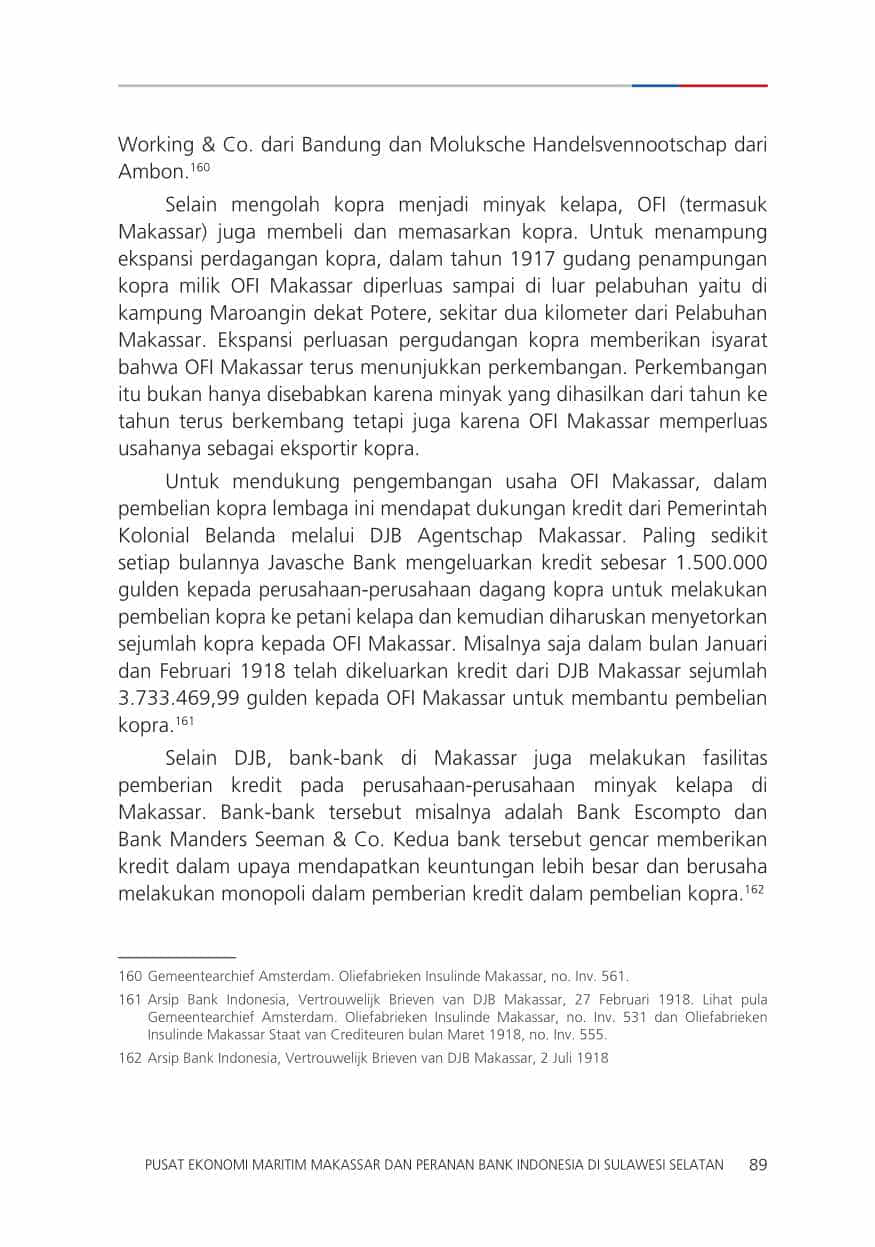 Working & Co. dari Bandung dan Moluksche Handelsvennootschap dari
Ambon.160
Selain mengolah kopra menjadi minyak kelapa, OFI (termasuk
Makassar) juga membeli dan memasarkan kopra. Untuk menampung
ekspansi perdagangan kopra, dalam tahun 1917 gudang penampungan
kopra milik OFI Makassar diperluas sampai di luar pelabuhan yaitu di
kampung Maroangin dekat Potere, sekitar dua kilometer dari Pelabuhan
Makassar. Ekspansi perluasan pergudangan kopra memberikan isyarat
bahwa OFI Makassar terus menunjukkan perkembangan. Perkembangan
itu bukan hanya disebabkan karena minyak yang dihasilkan dari tahun ke
tahun terus berkembang tetapi juga karena OFI Makassar memperluas
usahanya sebagai eksportir kopra.
Untuk mendukung pengembangan usaha OFI Makassar, dalam
pembelian kopra lembaga ini mendapat dukungan kredit dari Pemerintah
Kolonial Belanda melalui DJB Agentschap Makassar. Paling sedikit
setiap bulannya Javasche Bank mengeluarkan kredit sebesar 1.500.000
gulden kepada perusahaan-perusahaan dagang kopra untuk melakukan
pembelian kopra ke petani kelapa dan kemudian diharuskan menyetorkan
sejumlah kopra kepada OFI Makassar. Misalnya saja dalam bulan Januari
dan Februari 1918 telah dikeluarkan kredit dari DJB Makassar sejumlah
3.733.469,99 gulden kepada OFI Makassar untuk membantu pembelian
kopra.161
Selain DJB, bank-bank di Makassar juga melakukan fasilitas
pemberian kredit pada perusahaan-perusahaan minyak kelapa di
Makassar. Bank-bank tersebut misalnya adalah Bank Escompto dan
Bank Manders Seeman & Co. Kedua bank tersebut gencar memberikan
kredit dalam upaya mendapatkan keuntungan lebih besar dan berusaha
melakukan monopoli dalam pemberian kredit dalam pembelian kopra.162
160 Gemeentearchief Amsterdam. Oliefabrieken Insulinde Makassar, no. Inv. 561.
161 Arsip Bank Indonesia, Vertrouwelijk Brieven van DJB Makassar, 27 Februari 1918. Lihat pula
Gemeentearchief Amsterdam. Oliefabrieken Insulinde Makassar, no. Inv. 531 dan Oliefabrieken
Insulinde Makassar Staat van Crediteuren bulan Maret 1918, no. Inv. 555.
162 Arsip Bank Indonesia, Vertrouwelijk Brieven van DJB Makassar, 2 Juli 1918
PUSAT EKONOMI MARITIM MAKASSAR DAN PERANAN BANK INDONESIA DI SULAWESI SELATAN 89